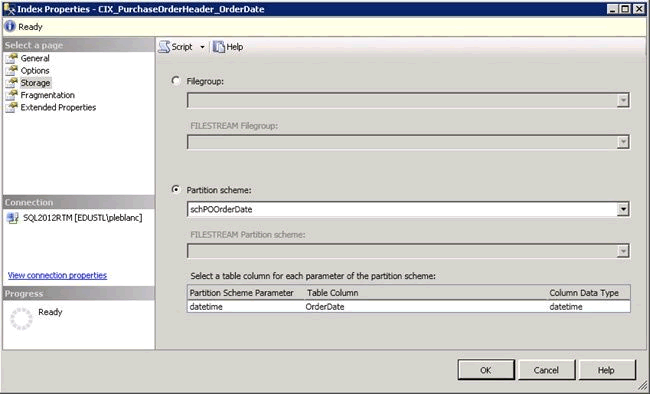 Index Properties - CIX_PurchaseOrderHeader_OrderDate
Ready
Select a page
General
Options
Storage
Fragmentation
Extended Properties
Connection
SQL2012RTM [EDUSTL\pleblanc]
View connection properties
Progress
Ready
Script Help
Filegroup:
FILESTREAM Filegroup:
Partition scheme:
schPOOrderDate
FILESTREAM Partition scheme:
Select a table column for each parameter of the partition scheme:
Partition Scheme Parameter Table Column Column Data Type
datetime OrderDate datetime
OK Cancel Help